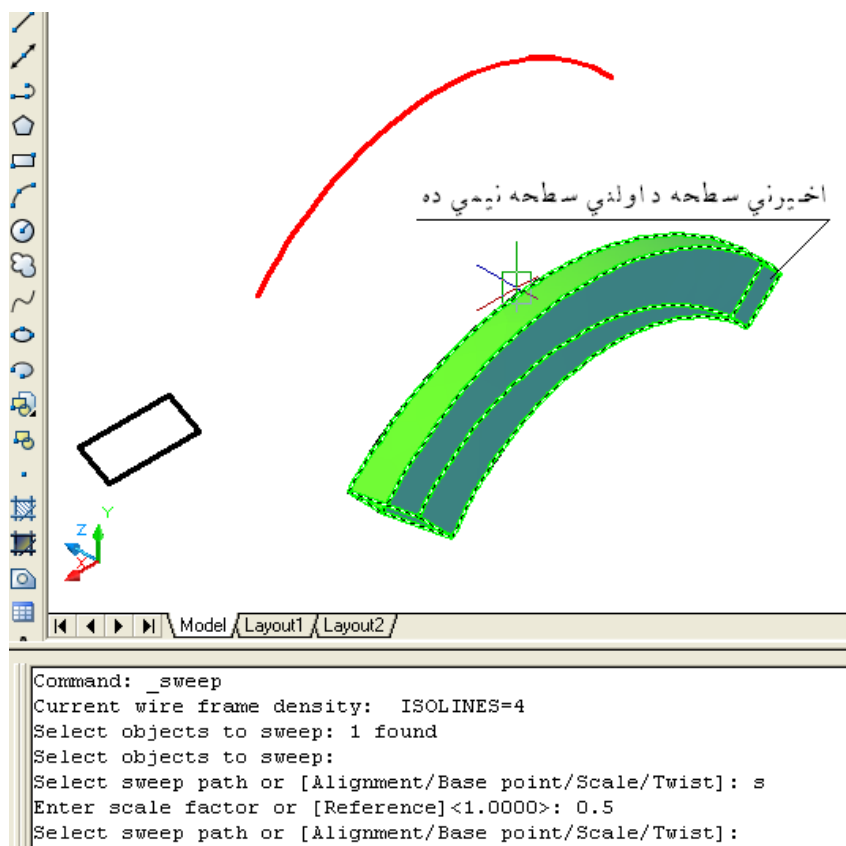 اخيرني سطحه د اولني سطحه نيمي ده
Z
Y
X
Model
Layout1
Layout2
Command: _sweep
Current wire frame density:  ISOLINES=4
Select objects to sweep: 1 found
Select objects to sweep:
Select sweep path or [Alignment/Base point/Scale/Twist]: s
Enter scale factor or [Reference]<1.0000>: 0.5
Select sweep path or [Alignment/Base point/Scale/Twist]: